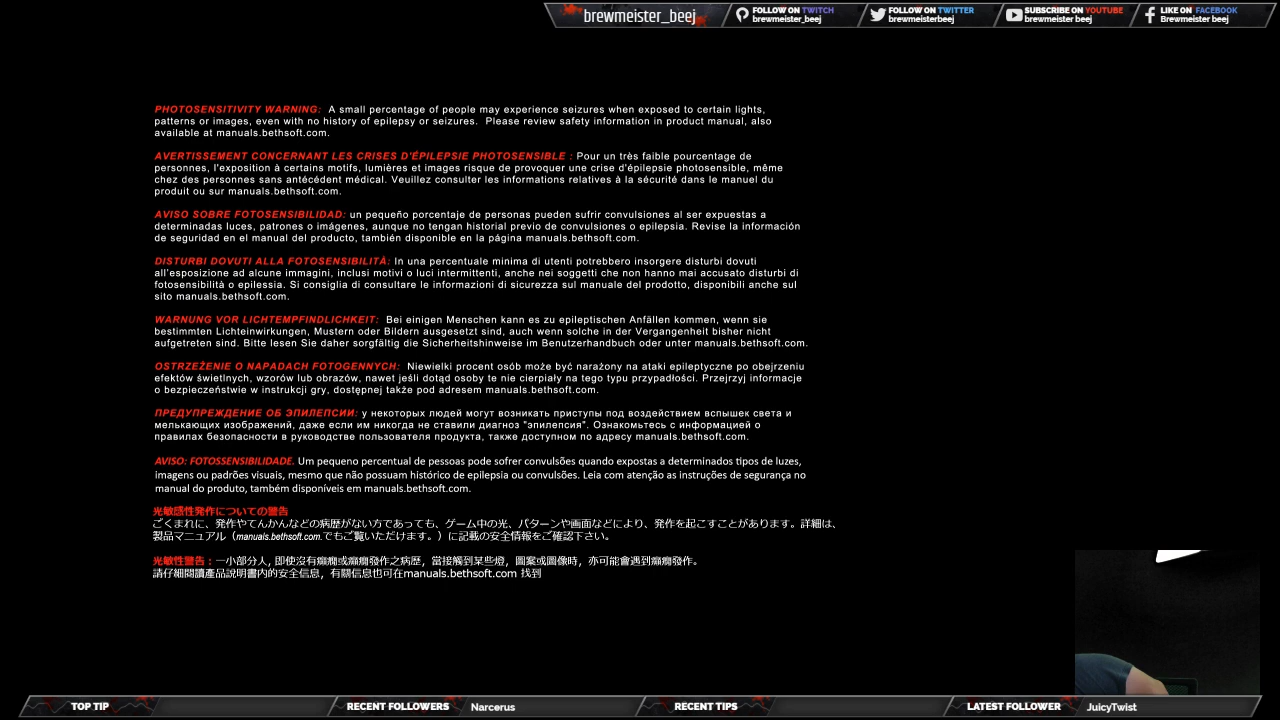 brewmeister_beej
FOLLOW ON TWITCH
brewmeister_beej
FOLLOW ON TWITTER
brewmeisterbeej
SUBSCRIBE ON YOUTUBE
brewmeister beej
LIKE ON FACEBOOK
Brewmeister beej
PHOTOSENSITIVITY WARNING: A small percentage of people may experience seizures when exposed to certain lights,
patterns or images, even with no history of epilepsy or seizures. Please review safety information in product manual, also
available at manuals.bethsoft.com.
AVERTISSEMENT CONCERNANT LES CRISES D'ÉPILEPSIE PHOTOSENSIBLE : Pour un très faible pourcentage de
personnes, l'exposition à certains motifs, lumières et images risque de provoquer une crise d'épilepsie photosensible, même
chez des personnes sans antécédent médical. Veuillez consulter les informations relatives à la sécurité dans le manuel du
produit ou sur manuals.bethsoft.com.
AVISO SOBRE FOTOSENSIBILIDAD: un pequeño porcentaje de personas pueden sufrir convulsiones al ser expuestas a
determinadas luces, patrones o imágenes, aunque no tengan historial previo de convulsiones o epilepsia. Revise la información
de seguridad en el manual del producto, también disponible en la página manuals.bethsoft.com.
DISTURBI DOVUTI ALLA FOTOSENSIBILITÀ: In una percentuale minima di utenti potrebbero insorgere disturbi dovuti
all'esposizione ad alcune immagini, inclusi motivi o luci intermittenti, anche nei soggetti che non hanno mai accusato disturbi di
fotosensibilità o epilessia. Si consiglia di consultare le informazioni di sicurezza sul manuale del prodotto, disponibili anche sul
sito manuals.bethsoft.com.
WARNUNG VOR LICHTEMPFINDLICHKEIT: Bei einigen Menschen kann es zu epileptischen Anfällen kommen, wenn sie
bestimmten Lichteinwirkungen, Mustern oder Bildern ausgesetzt sind, auch wenn solche in der Vergangenheit bisher nicht
aufgetreten sind. Bitte lesen Sie daher sorgfältig die Sicherheitshinweise im Benutzerhandbuch oder unter manuals.bethsoft.com.
OSTRZEŻENIE O NAPADACH FOTOGENNYCH: Niewielki procent osób może być narażony na ataki epileptyczne po obejrzeniu
efektów świetlnych, wzorów lub obrazów, nawet jeśli dotąd osoby te nie cierpiały na tego typu przypadłości. Przejrzyj informacje
o bezpieczeństwie w instrukcji gry, dostępnej także pod adresem manuals.bethsoft.com.
ПРЕДУПРЕЖДЕНИЕ ОБ ЭПИЛЕПСИИ: у некоторых людей могут возникать приступы под воздействием вспышек света и
мелькающих изображений, даже если им никогда не ставили диагноз "эпилепсия". Ознакомьтесь с информацией о
правилах безопасности в руководстве пользователя продукта, также доступном по адресу manuals.bethsoft.com.
AVISO: FOTOSSENSIBILIDADE. Um pequeno percentual de pessoas pode sofrer convulsões quando expostas a determinados tipos de luzes,
imagens ou padrões visuais, mesmo que não possuam histórico de epilepsia ou convulsões. Leia com atenção as instruções de segurança no
manual do produto, também disponíveis em manuals.bethsoft.com.
光敏感性発作についての警告
ごくまれに、発作やてんかんなどの病歴がない方であっても、ゲーム中の光、パターンや画面などにより、発作を起こすことがあります。詳細は、
製品マニュアル（manuals.bethsoft.com.でもご覧いただけます。）に記載の安全情報をご確認下さい。
光敏性警告：一小部分人, 即使沒有癲癇或癲癇發作之病歷，當接觸到某些燈，圖案或圖像時，亦可能會遇到癲癇發作。
請仔細閱讀產品說明書内的安全信息，有關信息也可在manuals.bethsoft.com 找到
TOP TIP
RECENT FOLLOWERS
Narcerus
RECENT TIPS
LATEST FOLLOWER
JuicyTwist